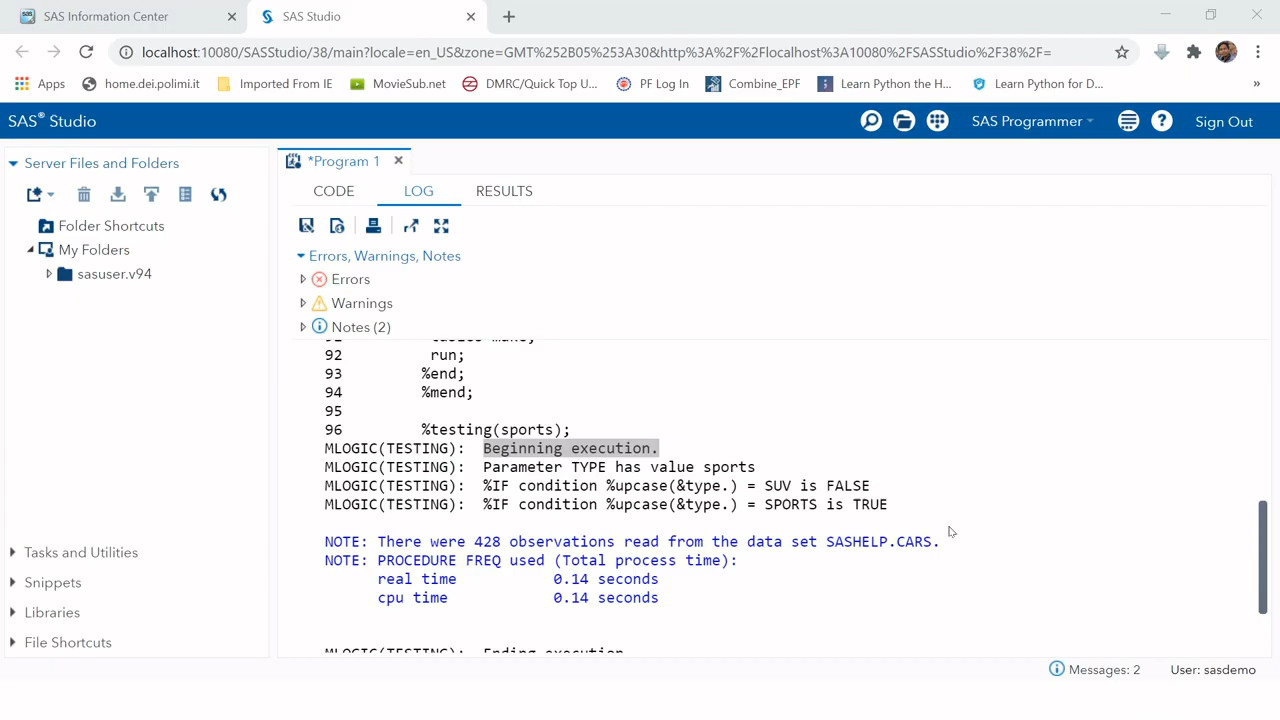 SAS Information Center
SAS Studio
localhost:10080/SASStudio/38/main?locale=en_US&zone=GMT%252B05%253A30&http%3A%2F%2Flocalhost%3A10080%2FSASStudio%2F38%2F=
Apps home.dei.polimi.it Imported From IE MovieSub.net DMRC/Quick Top U... PF Log In Combine_EPF Learn Python the H... Learn Python for D... »
SAS® Studio
SAS Programmer
Sign Out
Server Files and Folders
Folder Shortcuts
My Folders
sasuser.v94
Tasks and Utilities
Snippets
Libraries
File Shortcuts
*Program 1
CODE LOG RESULTS
Errors, Warnings, Notes
Errors
Warnings
Notes (2)
92 run;
93 %end;
94 %mend;
95
96 %testing(sports);
MLOGIC(TESTING): Beginning execution.
MLOGIC(TESTING): Parameter TYPE has value sports
MLOGIC(TESTING): %IF condition %upcase(&type.) = SUV is FALSE
MLOGIC(TESTING): %IF condition %upcase(&type.) = SPORTS is TRUE
NOTE: There were 428 observations read from the data set SASHELP.CARS.
NOTE: PROCEDURE FREQ used (Total process time):
real time 0.14 seconds
cpu time 0.14 seconds
MLOGIC(TESTING): Ending execution
Messages: 2 User: sasdemo